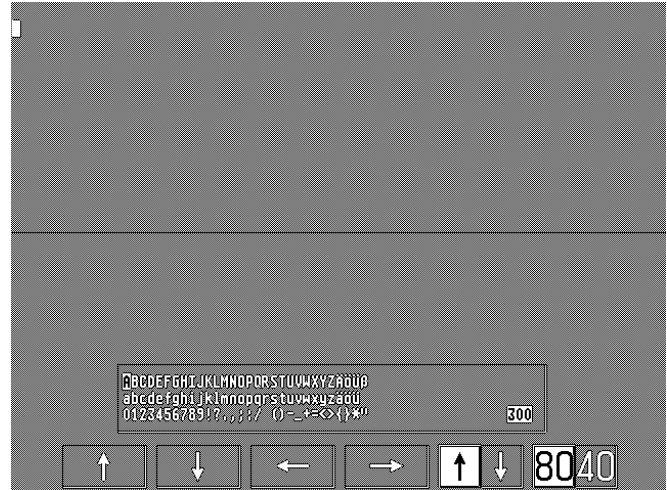 ABCDEFGHIJKLMNOPQRSTUVWXYZÄÖÜß
abcdefghijklmnopqrstuvwxyzäöü
0123456789!?.,;:/ ()-_+=<>{}*"
300
↑ ↓ ← → ↑ ↓ 80 40